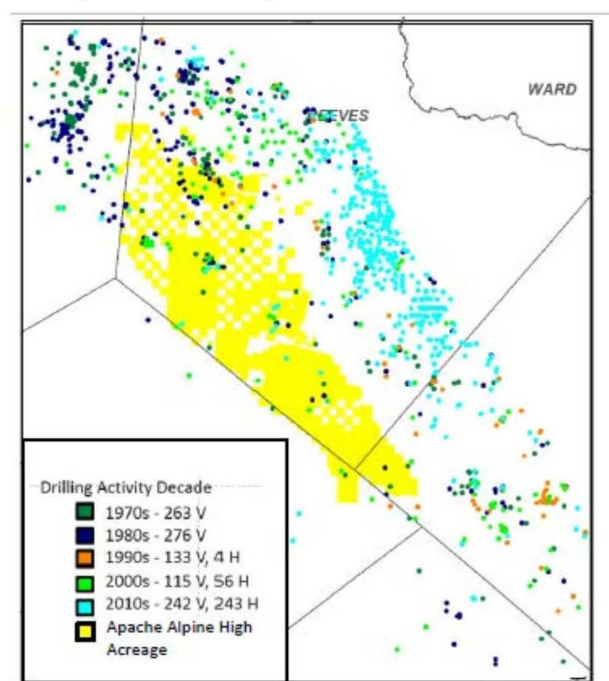 WARD
REEVES
Drilling Activity Decade
1970s - 263 V
1980s - 276 V
1990s - 133 V, 4 H
2000s - 115 V, 56 H
2010s - 242 V, 243 H
Apache Alpine High
Acreage